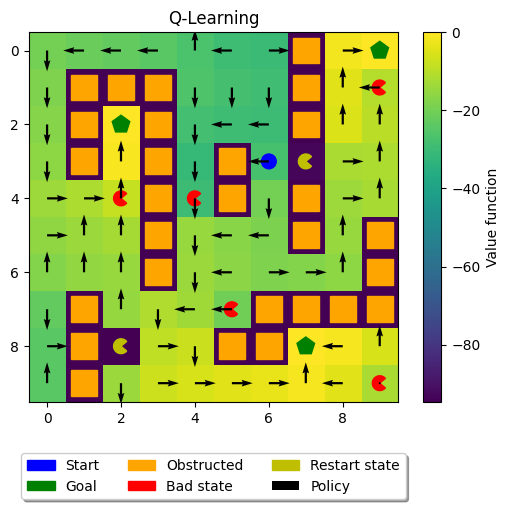 Q-Learning
0
2
4
6
8
0 2 4 6 8
0
−20
−40
−60
−80
Value function
Start Obstructed Restart state
Goal Bad state Policy